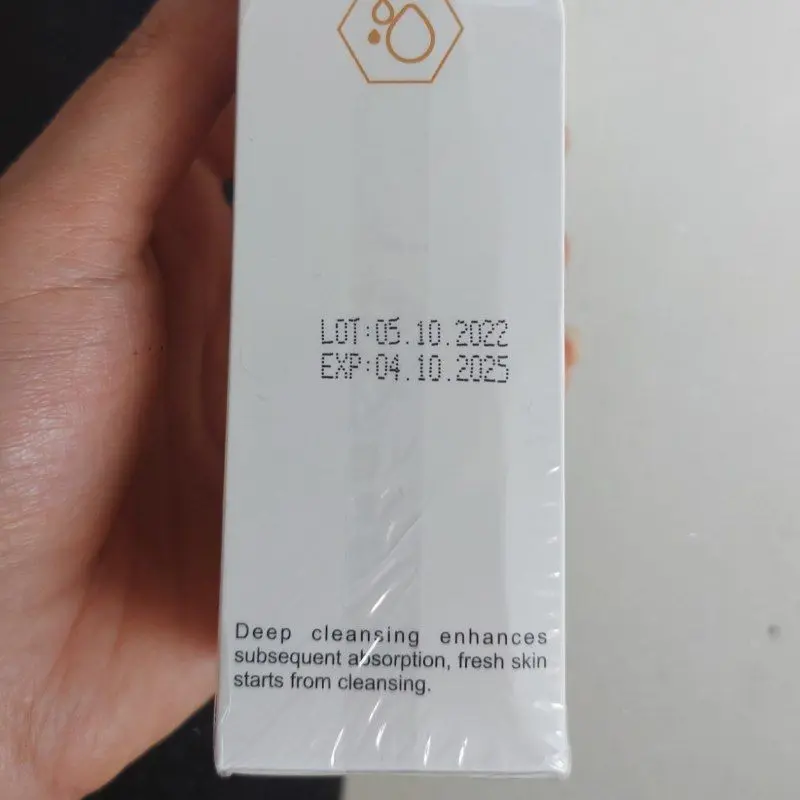 LOT:05.10.2022
EXP:04.10.2025
Deep cleansing enhances
subsequent absorption, fresh skin
starts from cleansing.